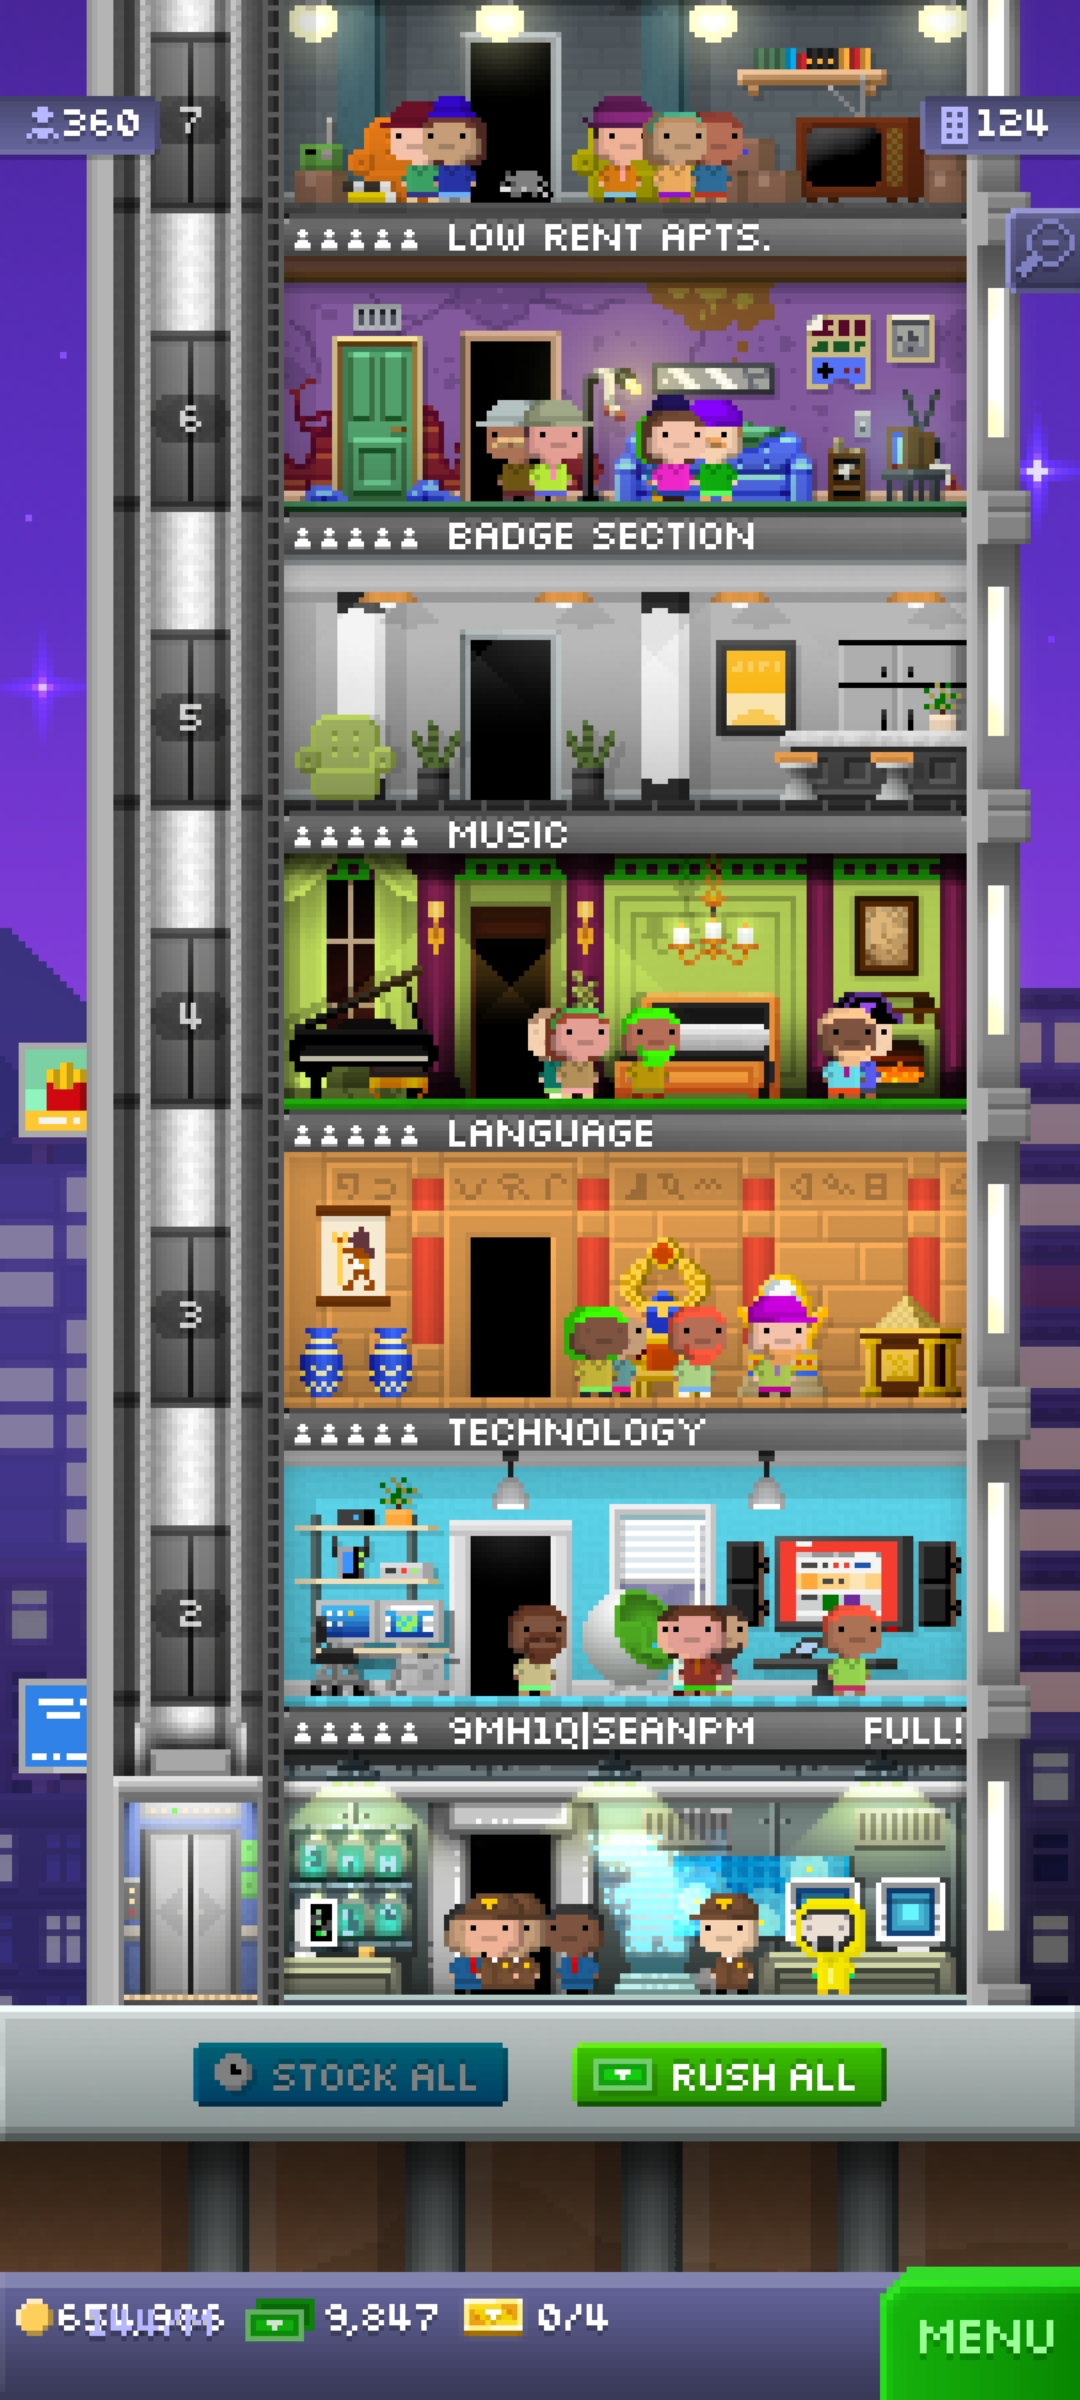 360
7
124
LOW RENT APTS.
6
BADGE SECTION
5
MUSIC
4
LANGUAGE
3
TECHNOLOGY
2
9MH1Q|SEANPM FULL!
STOCK ALL
RUSH ALL
9,847
0/4
MENU